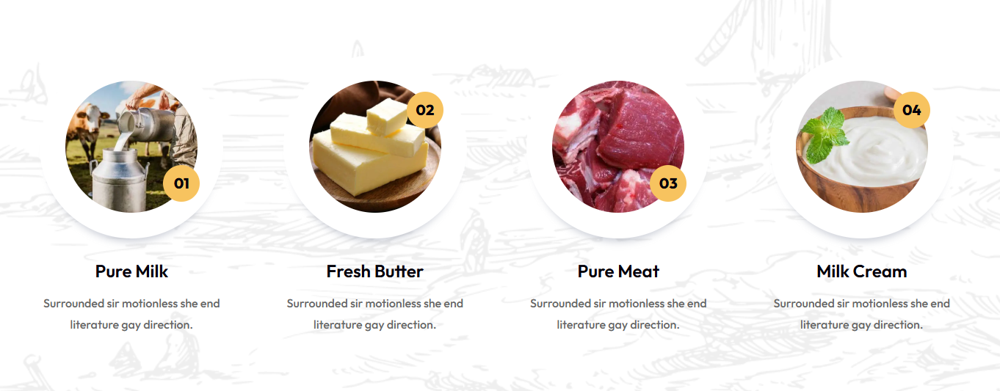 01
02
03
04
Pure Milk
Surrounded sir motionless she end
literature gay direction.
Fresh Butter
Surrounded sir motionless she end
literature gay direction.
Pure Meat
Surrounded sir motionless she end
literature gay direction.
Milk Cream
Surrounded sir motionless she end
literature gay direction.